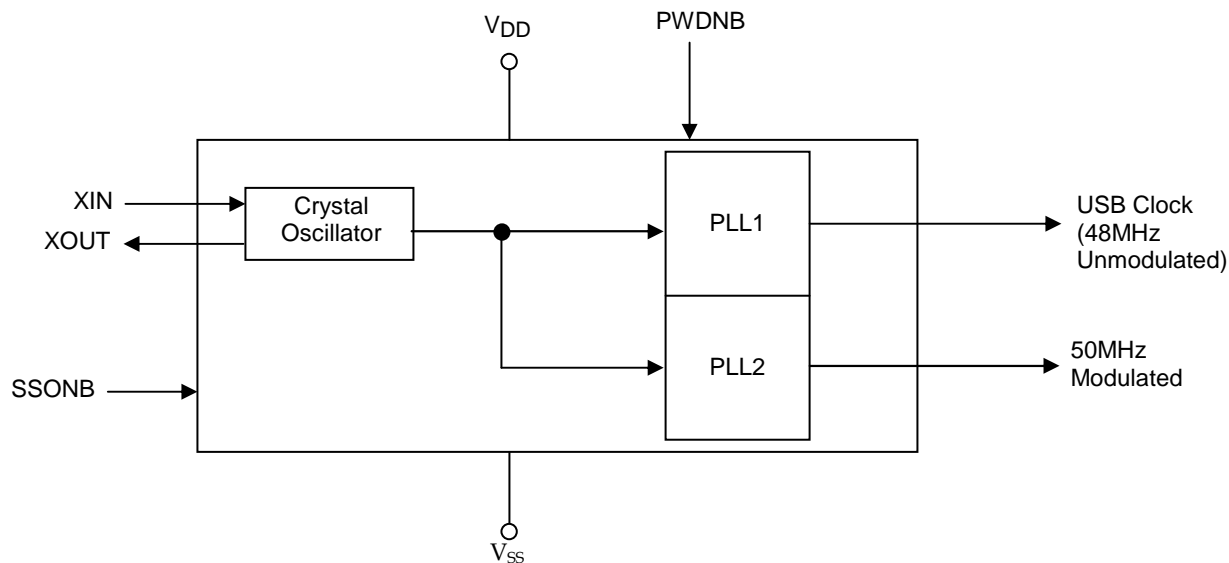 VDD
PWDNB
XIN
XOUT
Crystal
Oscillator
PLL1
USB Clock
(48MHz
Unmodulated)
SSONB
PLL2
50MHz
Modulated
VSS